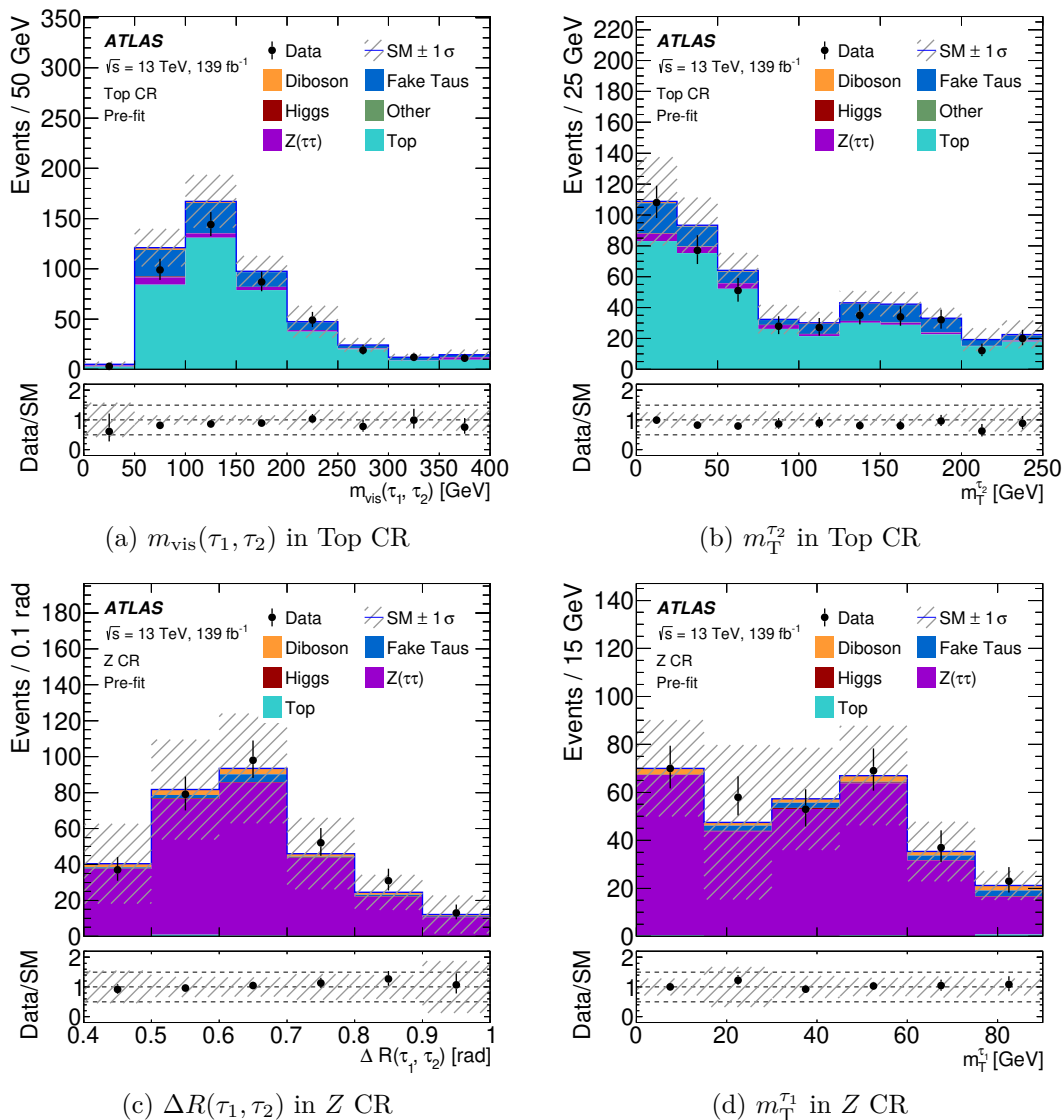 Events / 50 GeV
350
300
250
200
150
100
50
0
ATLAS
√s = 13 TeV, 139 fb⁻¹
Top CR
Pre-fit
Data
SM ± 1σ
Diboson
Fake Taus
Higgs
Other
Z(ττ)
Top
Data/SM
2
1
0
0 50 100 150 200 250 300 350 400
m_vis(τ₁, τ₂) [GeV]
(a) m_vis(τ₁, τ₂) in Top CR
Events / 25 GeV
220
200
180
160
140
120
100
80
60
40
20
0
ATLAS
√s = 13 TeV, 139 fb⁻¹
Top CR
Pre-fit
Data
SM ± 1σ
Diboson
Fake Taus
Higgs
Other
Z(ττ)
Top
Data/SM
2
1
0
0 50 100 150 200 250
m_T^τ₂ [GeV]
(b) m_T^τ₂ in Top CR
Events / 0.1 rad
180
160
140
120
100
80
60
40
20
0
ATLAS
√s = 13 TeV, 139 fb⁻¹
Z CR
Pre-fit
Data
SM ± 1σ
Diboson
Fake Taus
Higgs
Z(ττ)
Top
Data/SM
2
1
0
0.4 0.5 0.6 0.7 0.8 0.9 1
Δ R(τ₁, τ₂) [rad]
(c) ΔR(τ₁, τ₂) in Z CR
Events / 15 GeV
140
120
100
80
60
40
20
0
ATLAS
√s = 13 TeV, 139 fb⁻¹
Z CR
Pre-fit
Data
SM ± 1σ
Diboson
Fake Taus
Higgs
Z(ττ)
Top
Data/SM
2
1
0
0 20 40 60 80
m_T^τ₁ [GeV]
(d) m_T^τ₁ in Z CR